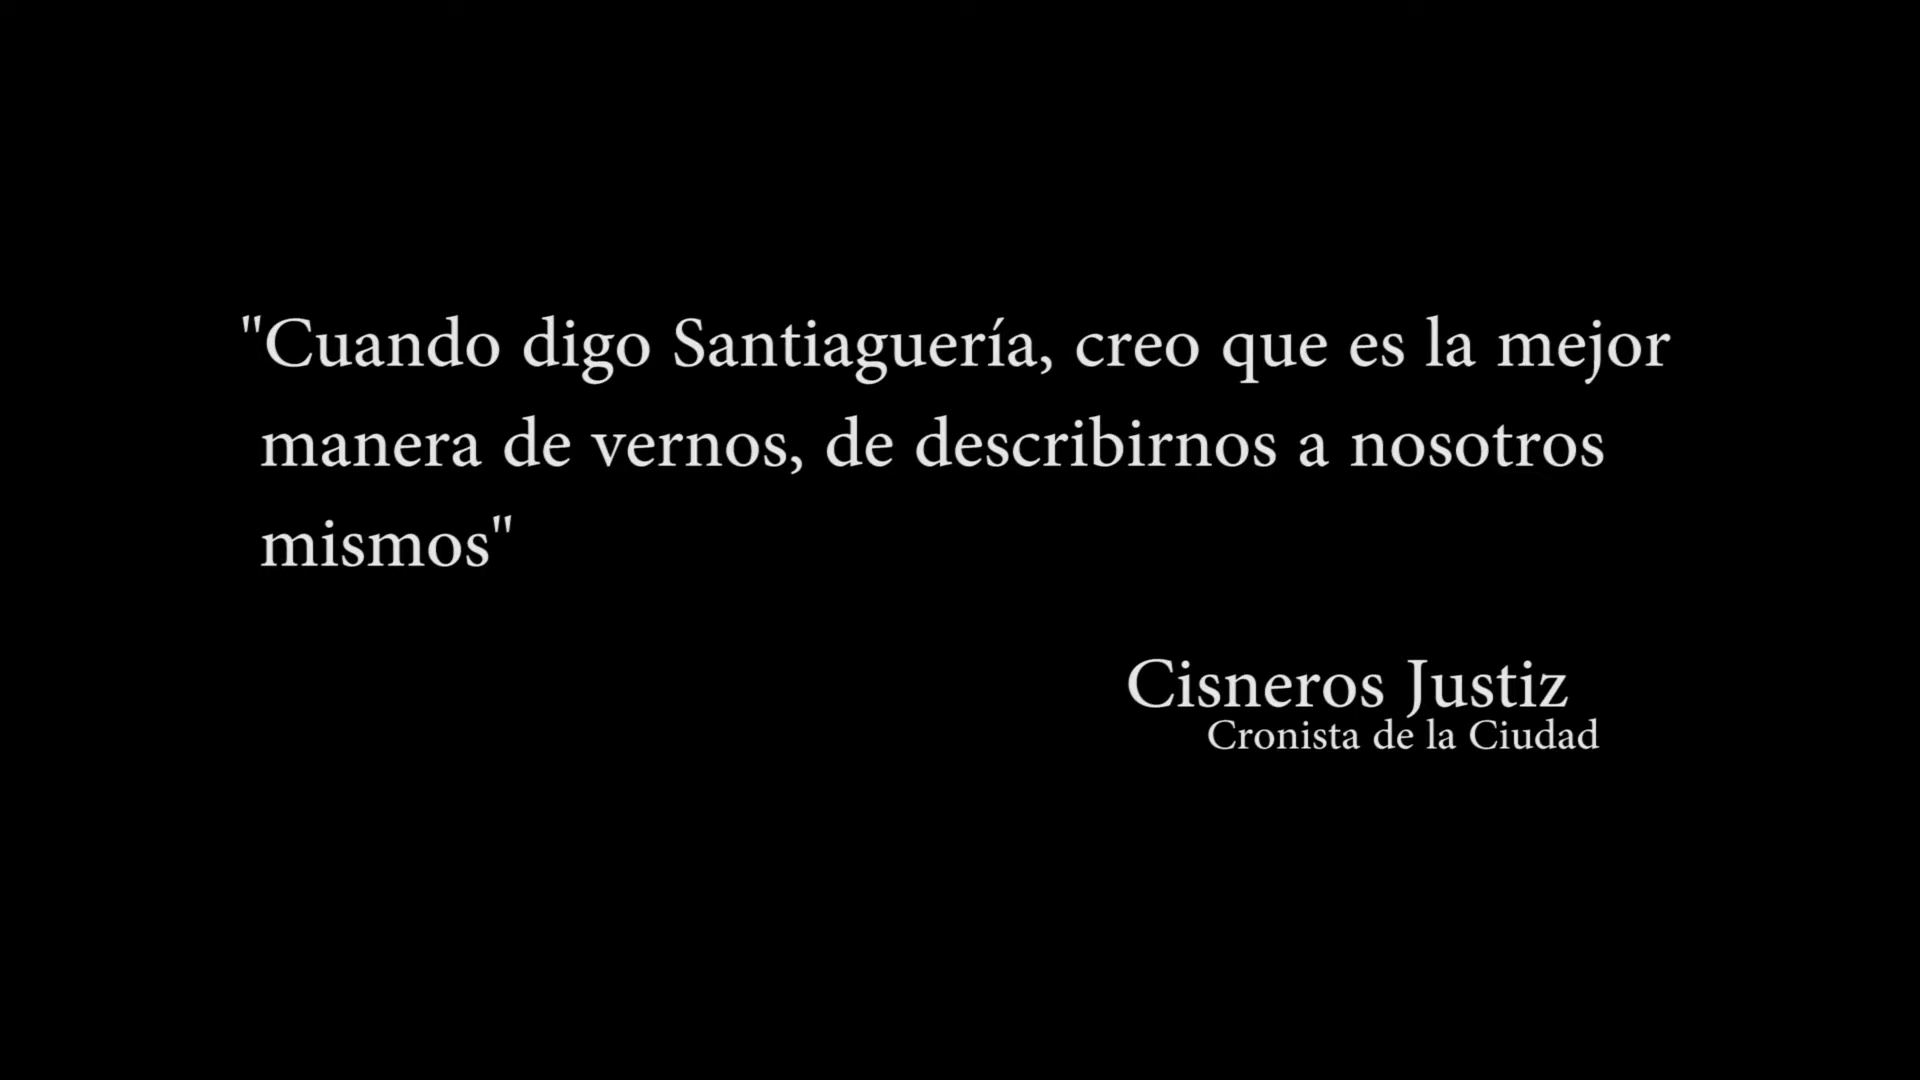 "Cuando digo Santiaguería, creo que es la mejor
manera de vernos, de describirnos a nosotros
mismos"
Cisneros Justiz
Cronista de la Ciudad